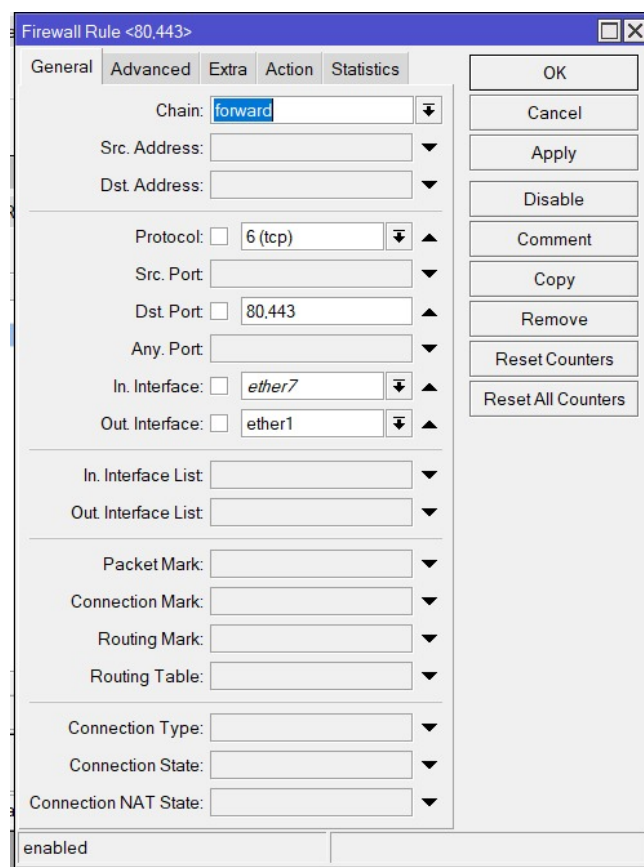 Firewall Rule <80,443>
General Advanced Extra Action Statistics
Chain: forward
Src. Address:
Dst. Address:
Protocol: 6 (tcp)
Src. Port:
Dst. Port: 80,443
Any. Port:
In. Interface: ether7
Out. Interface: ether1
In. Interface List:
Out. Interface List:
Packet Mark:
Connection Mark:
Routing Mark:
Routing Table:
Connection Type:
Connection State:
Connection NAT State:
OK
Cancel
Apply
Disable
Comment
Copy
Remove
Reset Counters
Reset All Counters
enabled